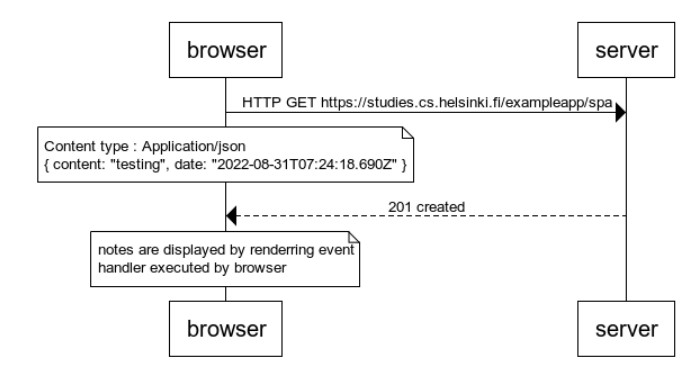 browser
server
HTTP GET https://studies.cs.helsinki.fi/exampleapp/spa
Content type : Application/json
{ content: "testing", date: "2022-08-31T07:24:18.690Z" }
201 created
notes are displayed by renderring event
handler executed by browser
browser
server